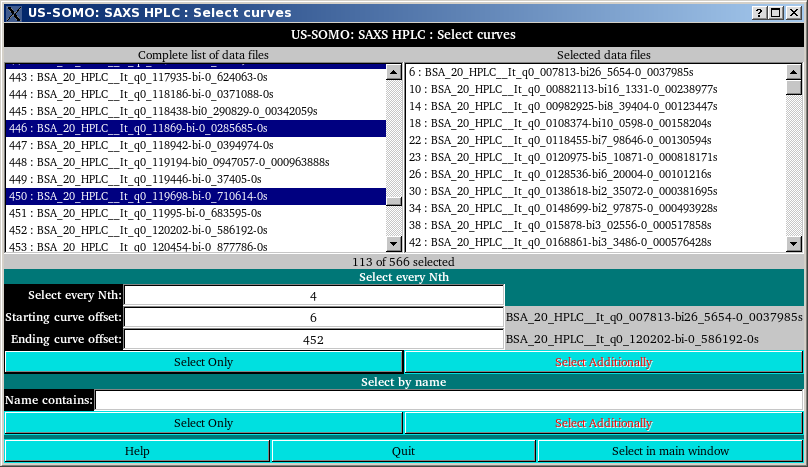 US-SOMO: SAXS HPLC : Select curves
US-SOMO: SAXS HPLC : Select curves
Complete list of data files
443 : BSA_20_HPLC__It_q0_117935-bi-0_624063-0s
444 : BSA_20_HPLC__It_q0_118186-bi-0_0371088-0s
445 : BSA_20_HPLC__It_q0_118438-bi0_290829-0_00342059s
446 : BSA_20_HPLC__It_q0_11869-bi-0_0285685-0s
447 : BSA_20_HPLC__It_q0_118942-bi-0_0394974-0s
448 : BSA_20_HPLC__It_q0_119194-bi0_0947057-0_000963888s
449 : BSA_20_HPLC__It_q0_119446-bi-0_37405-0s
450 : BSA_20_HPLC__It_q0_119698-bi-0_710614-0s
451 : BSA_20_HPLC__It_q0_11995-bi-0_683595-0s
452 : BSA_20_HPLC__It_q0_120202-bi-0_586192-0s
453 : BSA_20_HPLC__It_q0_120454-bi-0_877786-0s
Selected data files
6 : BSA_20_HPLC__It_q0_007813-bi26_5654-0_0037985s
10 : BSA_20_HPLC__It_q0_00882113-bi16_1331-0_00238977s
14 : BSA_20_HPLC__It_q0_00982925-bi8_39404-0_00123447s
18 : BSA_20_HPLC__It_q0_0108374-bi10_0598-0_00158204s
22 : BSA_20_HPLC__It_q0_0118455-bi7_98646-0_00130594s
23 : BSA_20_HPLC__It_q0_0120975-bi5_10871-0_000818171s
26 : BSA_20_HPLC__It_q0_0128536-bi6_20004-0_00101216s
30 : BSA_20_HPLC__It_q0_0138618-bi2_35072-0_000381695s
34 : BSA_20_HPLC__It_q0_0148699-bi2_97875-0_000493928s
38 : BSA_20_HPLC__It_q0_015878-bi3_02556-0_000517858s
42 : BSA_20_HPLC__It_q0_0168861-bi3_3486-0_000576428s
113 of 566 selected
Select every Nth
Select every Nth: 4
Starting curve offset: 6 BSA_20_HPLC__It_q0_007813-bi26_5654-0_0037985s
Ending curve offset: 452 BSA_20_HPLC__It_q0_120202-bi-0_586192-0s
Select Only Select Additionally
Select by name
Name contains:
Select Only Select Additionally
Help Quit Select in main window